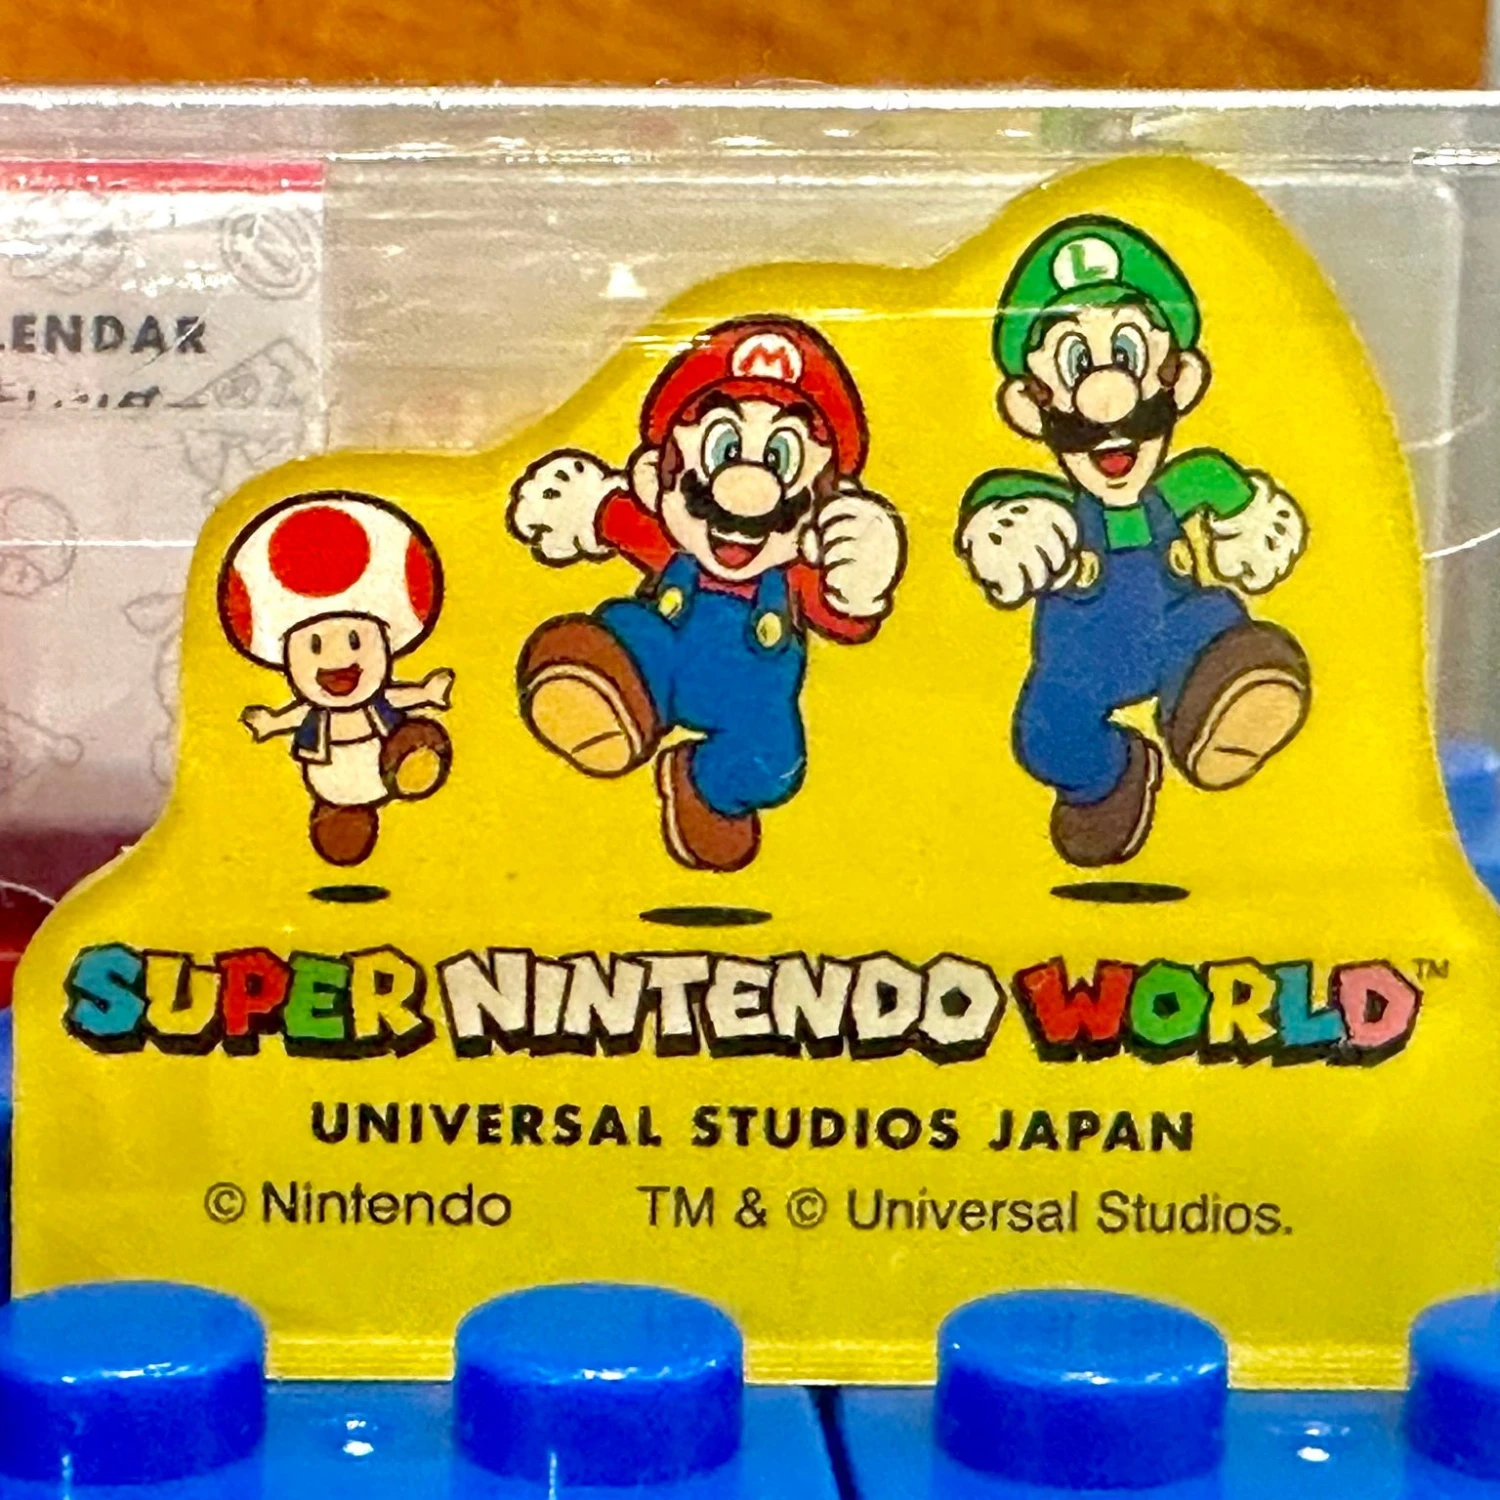 LENDAR
L
M
SUPER NINTENDO WORLD™
UNIVERSAL STUDIOS JAPAN
© Nintendo TM & © Universal Studios.